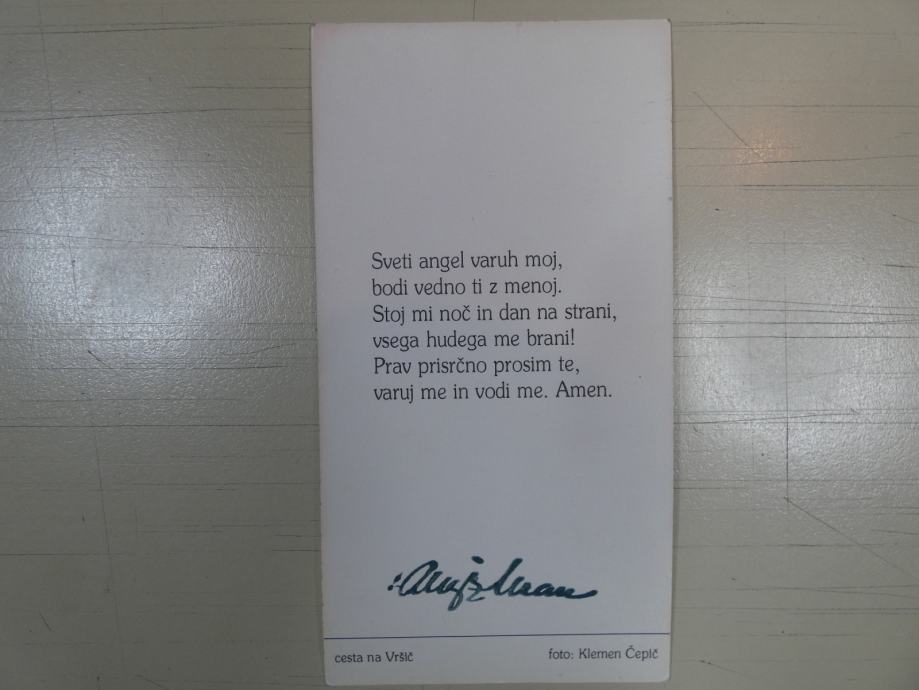 Sveti angel varuh moj,
bodi vedno ti z menoj.
Stoj mi noč in dan na strani,
vsega hudega me brani!
Prav prisrčno prosim te,
varuj me in vodi me. Amen.
cesta na Vršič
foto: Klemen Čepič